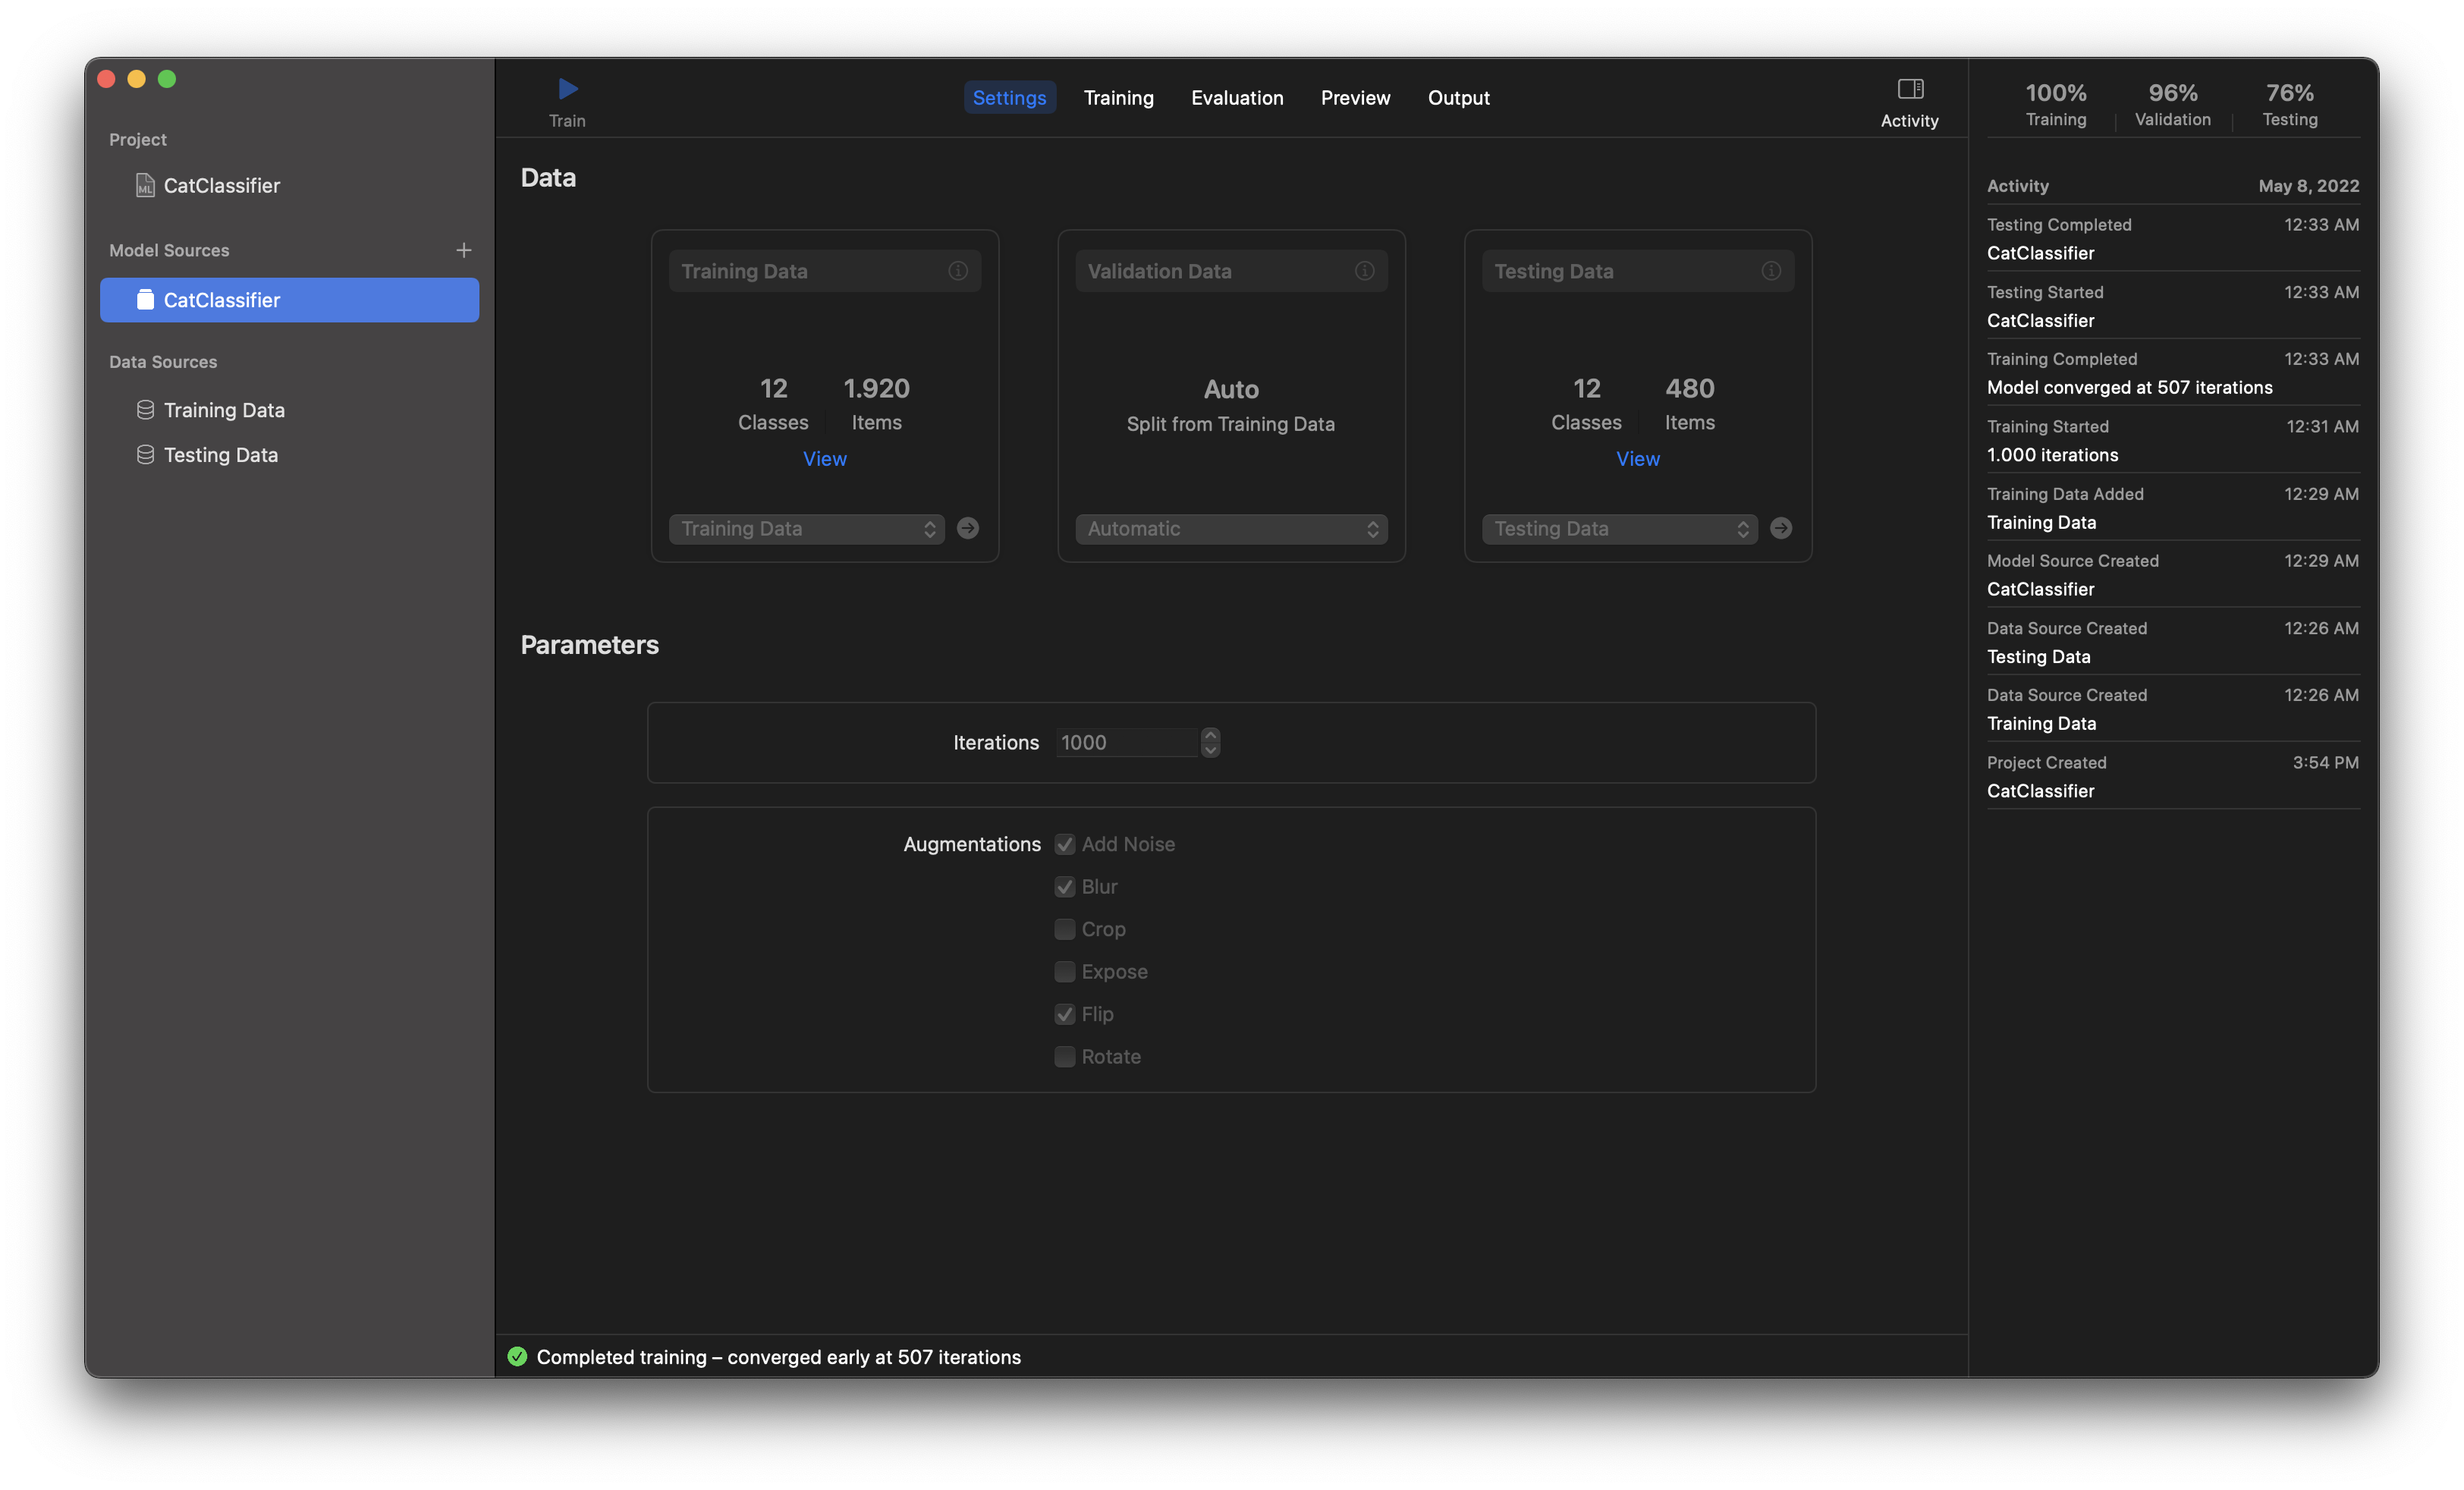 Project
ML
CatClassifier
Model Sources
CatClassifier
Data Sources
Training Data
Testing Data
Train
Settings
Training
Evaluation
Preview
Output
Activity
Data
Training Data
12
1.920
Classes
Items
View
Training Data
Validation Data
Auto
Split from Training Data
Automatic
Testing Data
12
480
Classes
Items
View
Testing Data
Parameters
Iterations 1000
Augmentations
Add Noise
Blur
Crop
Expose
Flip
Rotate
Completed training – converged early at 507 iterations
100%
96%
76%
Training
Validation
Testing
Activity May 8, 2022
Testing Completed 12:33 AM
CatClassifier
Testing Started 12:33 AM
CatClassifier
Training Completed 12:33 AM
Model converged at 507 iterations
Training Started 12:31 AM
1.000 iterations
Training Data Added 12:29 AM
Training Data
Model Source Created 12:29 AM
CatClassifier
Data Source Created 12:26 AM
Testing Data
Data Source Created 12:26 AM
Training Data
Project Created 3:54 PM
CatClassifier